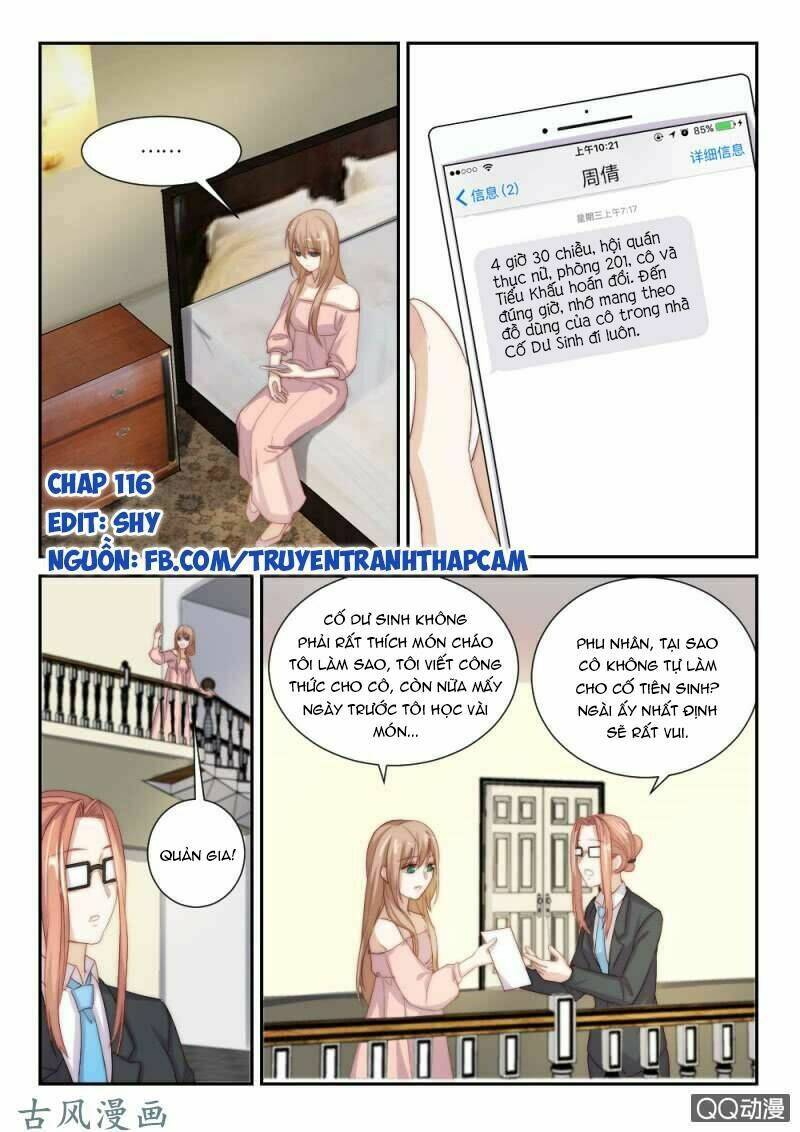 ......
上午10:21
85%
信息(2)
周倩
详细信息
星期三上午7:17
4 giờ 30 chiều, hội quán
thục nữ, phòng 201, cô và
Tiểu Khấu hoán đổi. Đến
đúng giờ, nhớ mang theo
đồ dùng của cô trong nhà
Cố Dư Sinh đi luôn.
CHAP 116
EDIT: SHY
NGUỒN: FB.COM/TRUYENTRANHTHAPCAM
QUẢN GIA!
CỐ DƯ SINH KHÔNG
PHẢI RẤT THÍCH MÓN CHÁO
TÔI LÀM SAO, TÔI VIẾT CÔNG
THỨC CHO CÔ, CÒN NỮA MẤY
NGÀY TRƯỚC TÔI HỌC VÀI
MÓN...
PHU NHÂN, TẠI SAO
CÔ KHÔNG TỰ LÀM
CHO CỐ TIÊN SINH?
NGÀI ẤY NHẤT ĐỊNH
SẼ RẤT VUI.
古风漫画
QQ动漫